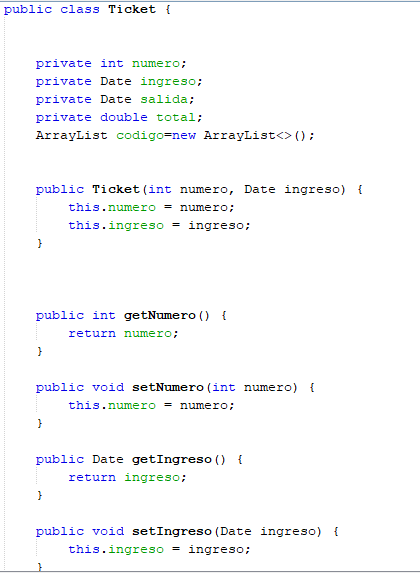 public class Ticket {
private int numero;
private Date ingreso;
private Date salida;
private double total;
ArrayList codigo=new ArrayList<>();
public Ticket(int numero, Date ingreso) {
this.numero = numero;
this.ingreso = ingreso;
}
public int getNumero() {
return numero;
}
public void setNumero(int numero) {
this.numero = numero;
}
public Date getIngreso() {
return ingreso;
}
public void setIngreso(Date ingreso) {
this.ingreso = ingreso;
}